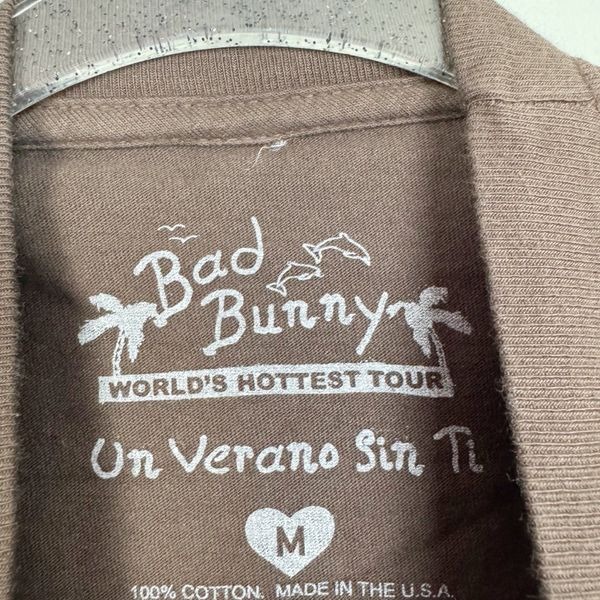 Bad
Bunny
WORLD'S HOTTEST TOUR
Un Verano Sin Ti
M
100% COTTON. MADE IN THE U.S.A.